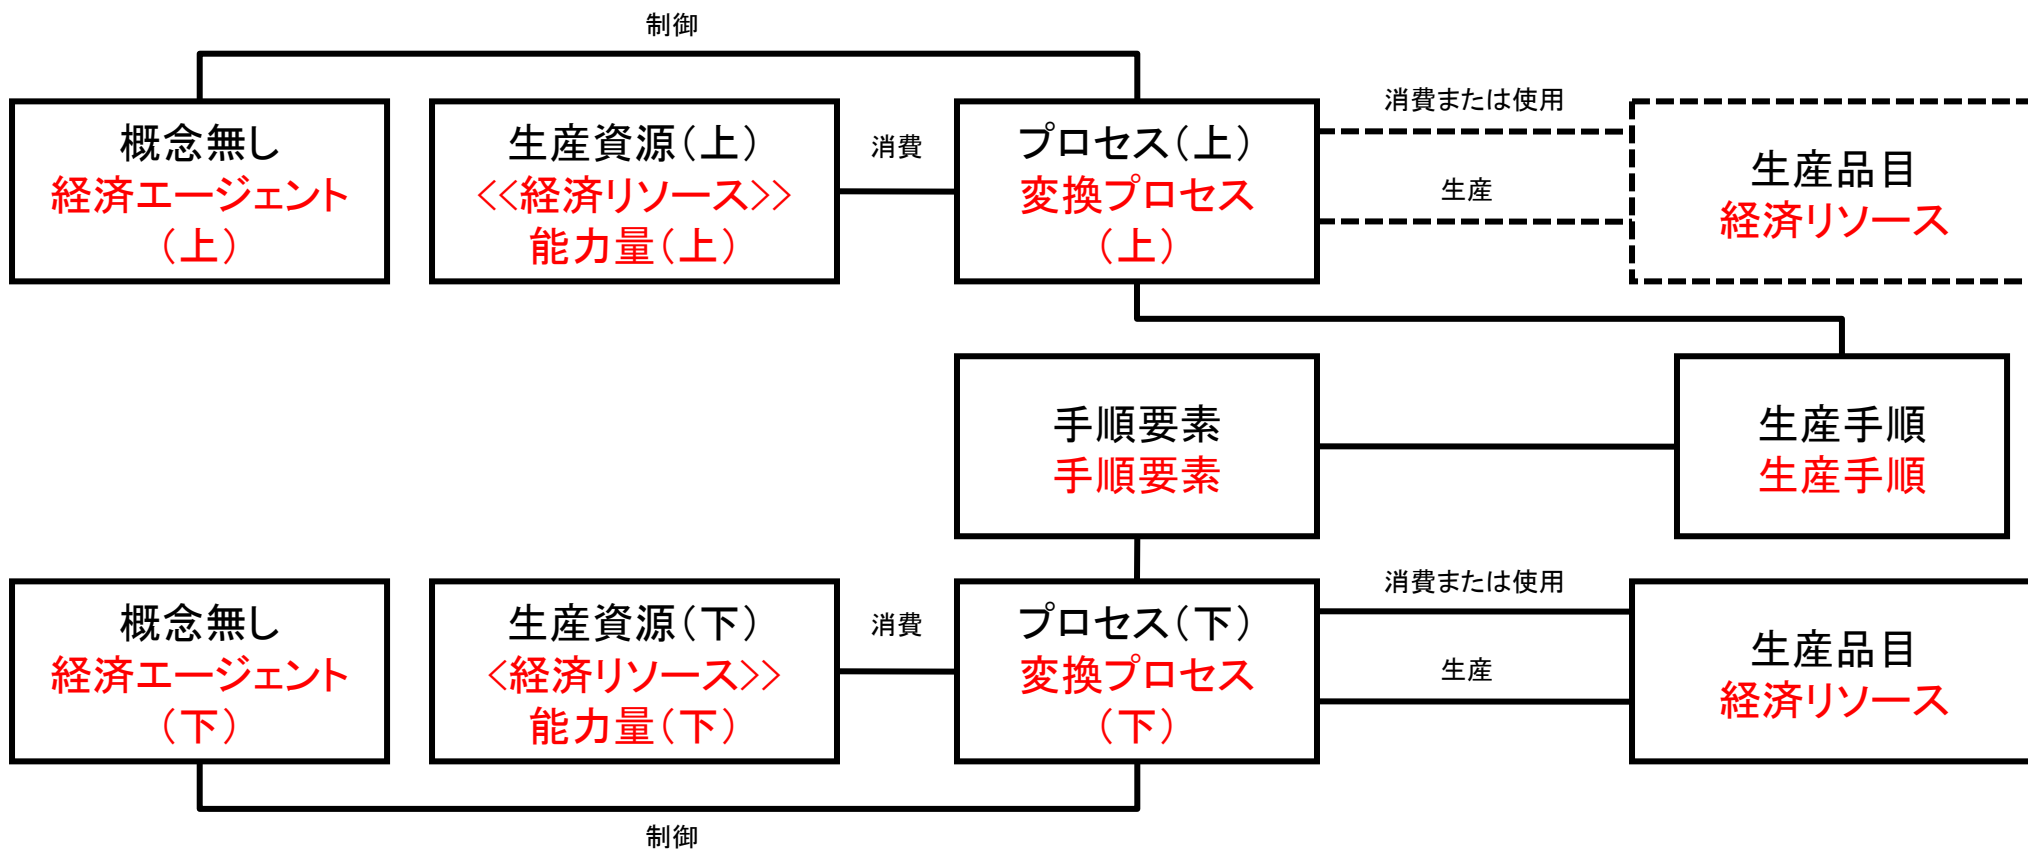 制御
概念無し
経済エージェント
（上）
生産資源（上）
<<経済リソース>>
能力量（上）
消費
プロセス（上）
変換プロセス
（上）
消費または使用
生産
生産品目
経済リソース
手順要素
手順要素
生産手順
生産手順
概念無し
経済エージェント
（下）
生産資源（下）
<経済リソース>>
能力量（下）
消費
プロセス（下）
変換プロセス
（下）
消費または使用
生産
生産品目
経済リソース
制御